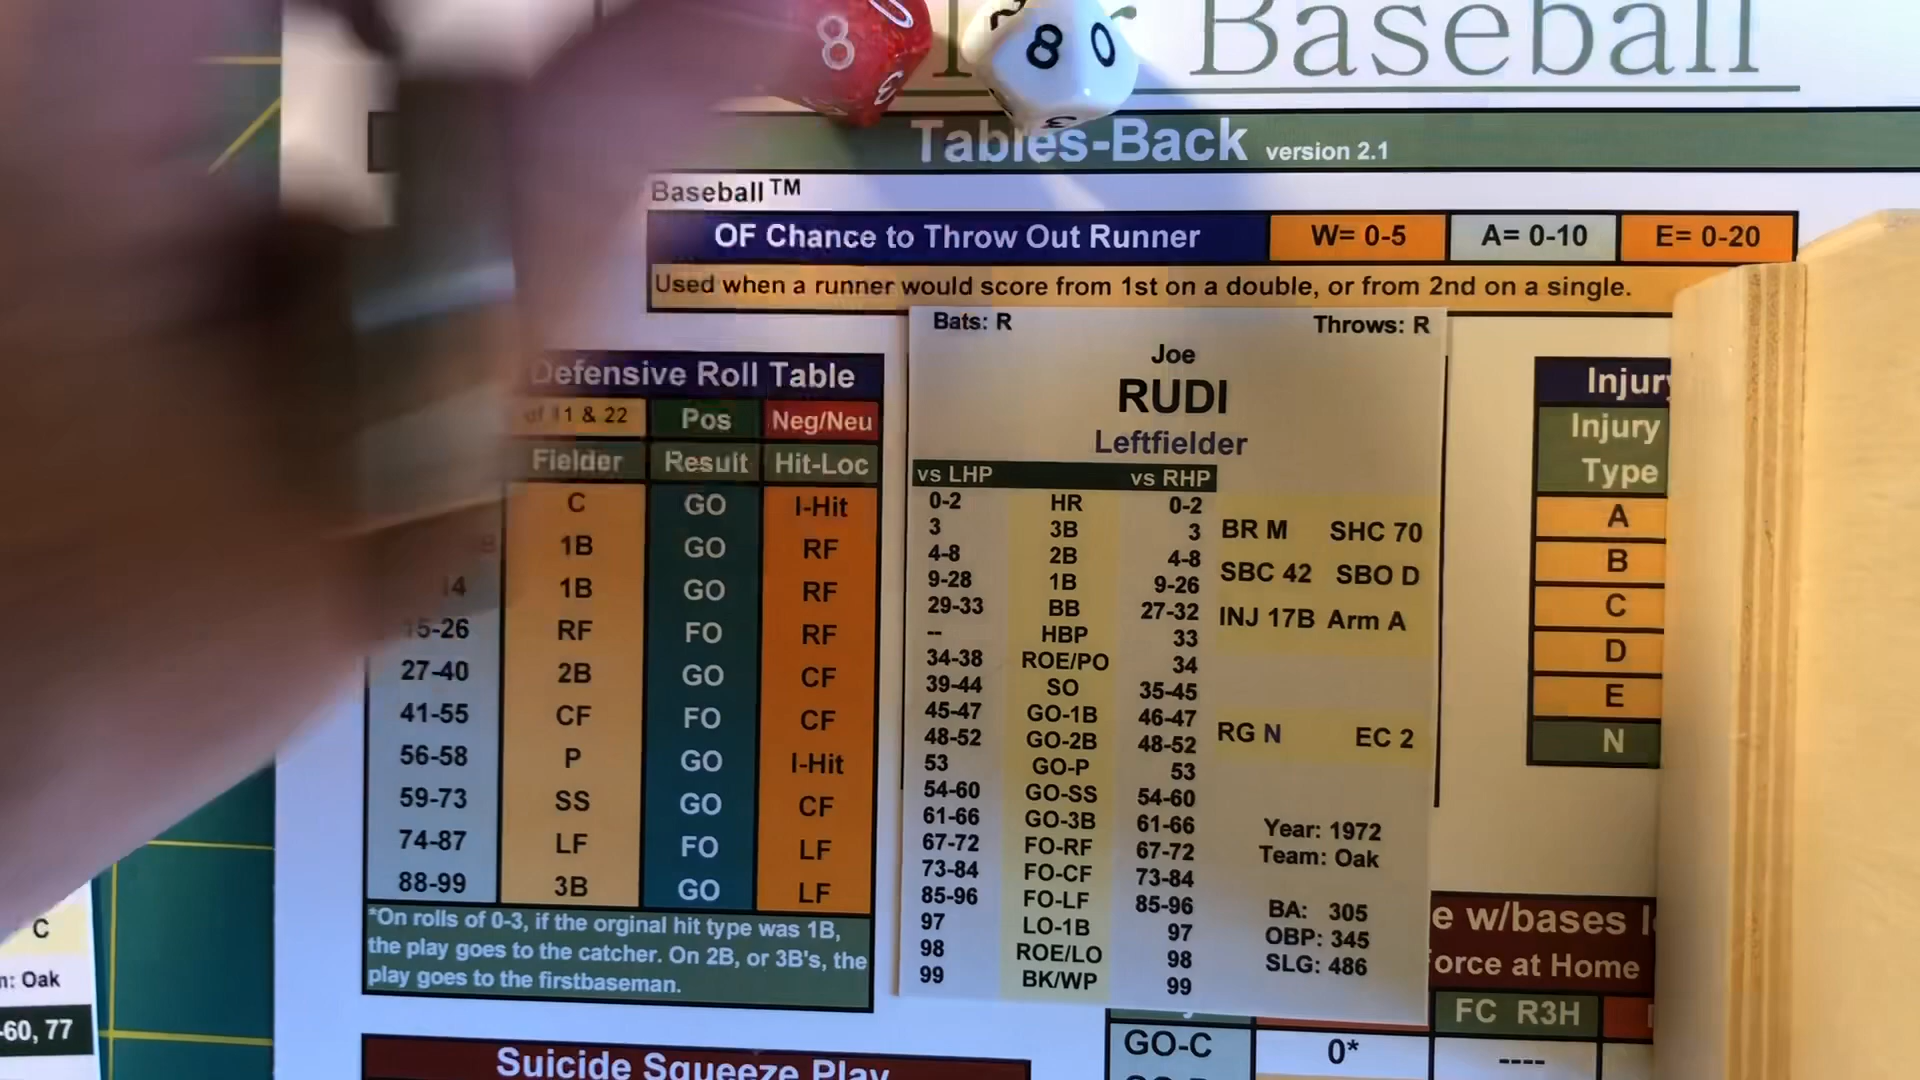 8 0 3
8 0
Baseball
Tables-Back version 2.1
Baseball™
OF Chance to Throw Out Runner W= 0-5 A= 0-10 E= 0-20
Used when a runner would score from 1st on a double, or from 2nd on a single.
Defensive Roll Table
of 11 & 22 Pos Neg/Neu
Fielder Result Hit-Loc
C GO I-Hit
1B GO RF
14 1B GO RF
15-26 RF FO RF
27-40 2B GO CF
41-55 CF FO CF
56-58 P GO I-Hit
59-73 SS GO CF
74-87 LF FO LF
88-99 3B GO LF
*On rolls of 0-3, if the orginal hit type was 1B,
the play goes to the catcher. On 2B, or 3B's, the
play goes to the firstbaseman.
Suicide Squeeze Play
Bats: R Throws: R
Joe
RUDI
Leftfielder
vs LHP vs RHP
0-2 HR 0-2
3 3B 3
4-8 2B 4-8
9-28 1B 9-26
29-33 BB 27-32
-- HBP 33
34-38 ROE/PO 34
39-44 SO 35-45
45-47 GO-1B 46-47
48-52 GO-2B 48-52
53 GO-P 53
54-60 GO-SS 54-60
61-66 GO-3B 61-66
67-72 FO-RF 67-72
73-84 FO-CF 73-84
85-96 FO-LF 85-96
97 LO-1B 97
98 ROE/LO 98
99 BK/WP 99
BR M SHC 70
SBC 42 SBO D
INJ 17B Arm A
RG N EC 2
Year: 1972
Team: Oak
BA: 305
OBP: 345
SLG: 486
Injury
Injury
Type
A
B
C
D
E
N
e w/bases l
orce at Home
FC R3H
GO-C 0* ----
C
n: Oak
-60, 77